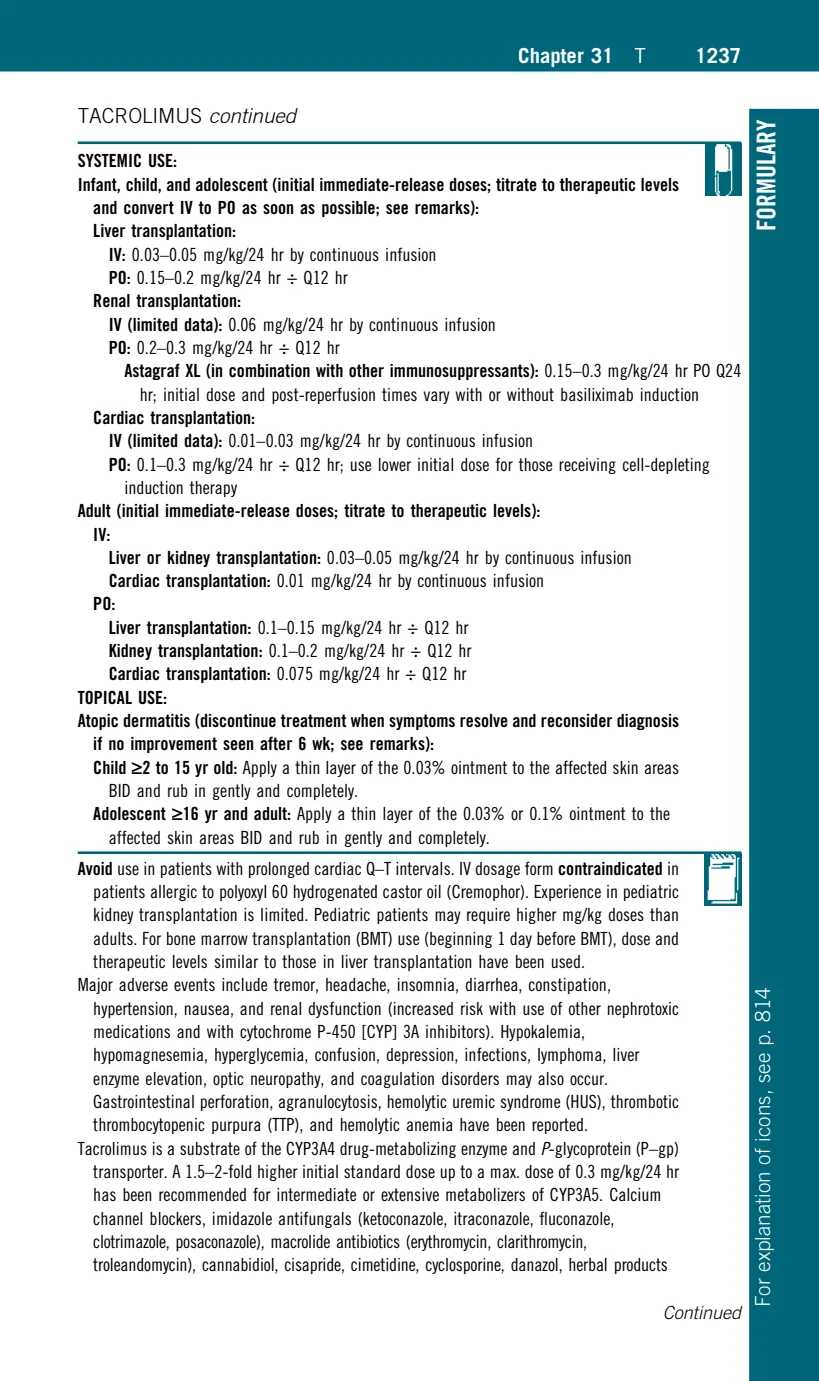 Chapter 31 T 1237
TACROLIMUS continued
SYSTEMIC USE:
Infant, child, and adolescent (initial immediate-release doses; titrate to therapeutic levels
and convert IV to PO as soon as possible; see remarks):
Liver transplantation:
IV: 0.03–0.05 mg/kg/24 hr by continuous infusion
PO: 0.15–0.2 mg/kg/24 hr ÷ Q12 hr
Renal transplantation:
IV (limited data): 0.06 mg/kg/24 hr by continuous infusion
PO: 0.2–0.3 mg/kg/24 hr ÷ Q12 hr
Astagraf XL (in combination with other immunosuppressants): 0.15–0.3 mg/kg/24 hr PO Q24
hr; initial dose and post-reperfusion times vary with or without basiliximab induction
Cardiac transplantation:
IV (limited data): 0.01–0.03 mg/kg/24 hr by continuous infusion
PO: 0.1–0.3 mg/kg/24 hr ÷ Q12 hr; use lower initial dose for those receiving cell-depleting
induction therapy
Adult (initial immediate-release doses; titrate to therapeutic levels):
IV:
Liver or kidney transplantation: 0.03–0.05 mg/kg/24 hr by continuous infusion
Cardiac transplantation: 0.01 mg/kg/24 hr by continuous infusion
PO:
Liver transplantation: 0.1–0.15 mg/kg/24 hr ÷ Q12 hr
Kidney transplantation: 0.1–0.2 mg/kg/24 hr ÷ Q12 hr
Cardiac transplantation: 0.075 mg/kg/24 hr ÷ Q12 hr
TOPICAL USE:
Atopic dermatitis (discontinue treatment when symptoms resolve and reconsider diagnosis
if no improvement seen after 6 wk; see remarks):
Child ≥2 to 15 yr old: Apply a thin layer of the 0.03% ointment to the affected skin areas
BID and rub in gently and completely.
Adolescent ≥16 yr and adult: Apply a thin layer of the 0.03% or 0.1% ointment to the
affected skin areas BID and rub in gently and completely.
Avoid use in patients with prolonged cardiac Q–T intervals. IV dosage form contraindicated in
patients allergic to polyoxyl 60 hydrogenated castor oil (Cremophor). Experience in pediatric
kidney transplantation is limited. Pediatric patients may require higher mg/kg doses than
adults. For bone marrow transplantation (BMT) use (beginning 1 day before BMT), dose and
therapeutic levels similar to those in liver transplantation have been used.
Major adverse events include tremor, headache, insomnia, diarrhea, constipation,
hypertension, nausea, and renal dysfunction (increased risk with use of other nephrotoxic
medications and with cytochrome P-450 [CYP] 3A inhibitors). Hypokalemia,
hypomagnesemia, hyperglycemia, confusion, depression, infections, lymphoma, liver
enzyme elevation, optic neuropathy, and coagulation disorders may also occur.
Gastrointestinal perforation, agranulocytosis, hemolytic uremic syndrome (HUS), thrombotic
thrombocytopenic purpura (TTP), and hemolytic anemia have been reported.
Tacrolimus is a substrate of the CYP3A4 drug-metabolizing enzyme and P-glycoprotein (P–gp)
transporter. A 1.5–2-fold higher initial standard dose up to a max. dose of 0.3 mg/kg/24 hr
has been recommended for intermediate or extensive metabolizers of CYP3A5. Calcium
channel blockers, imidazole antifungals (ketoconazole, itraconazole, fluconazole,
clotrimazole, posaconazole), macrolide antibiotics (erythromycin, clarithromycin,
troleandomycin), cannabidiol, cisapride, cimetidine, cyclosporine, danazol, herbal products
Continued
FORMULARY
For explanation of icons, see p. 814